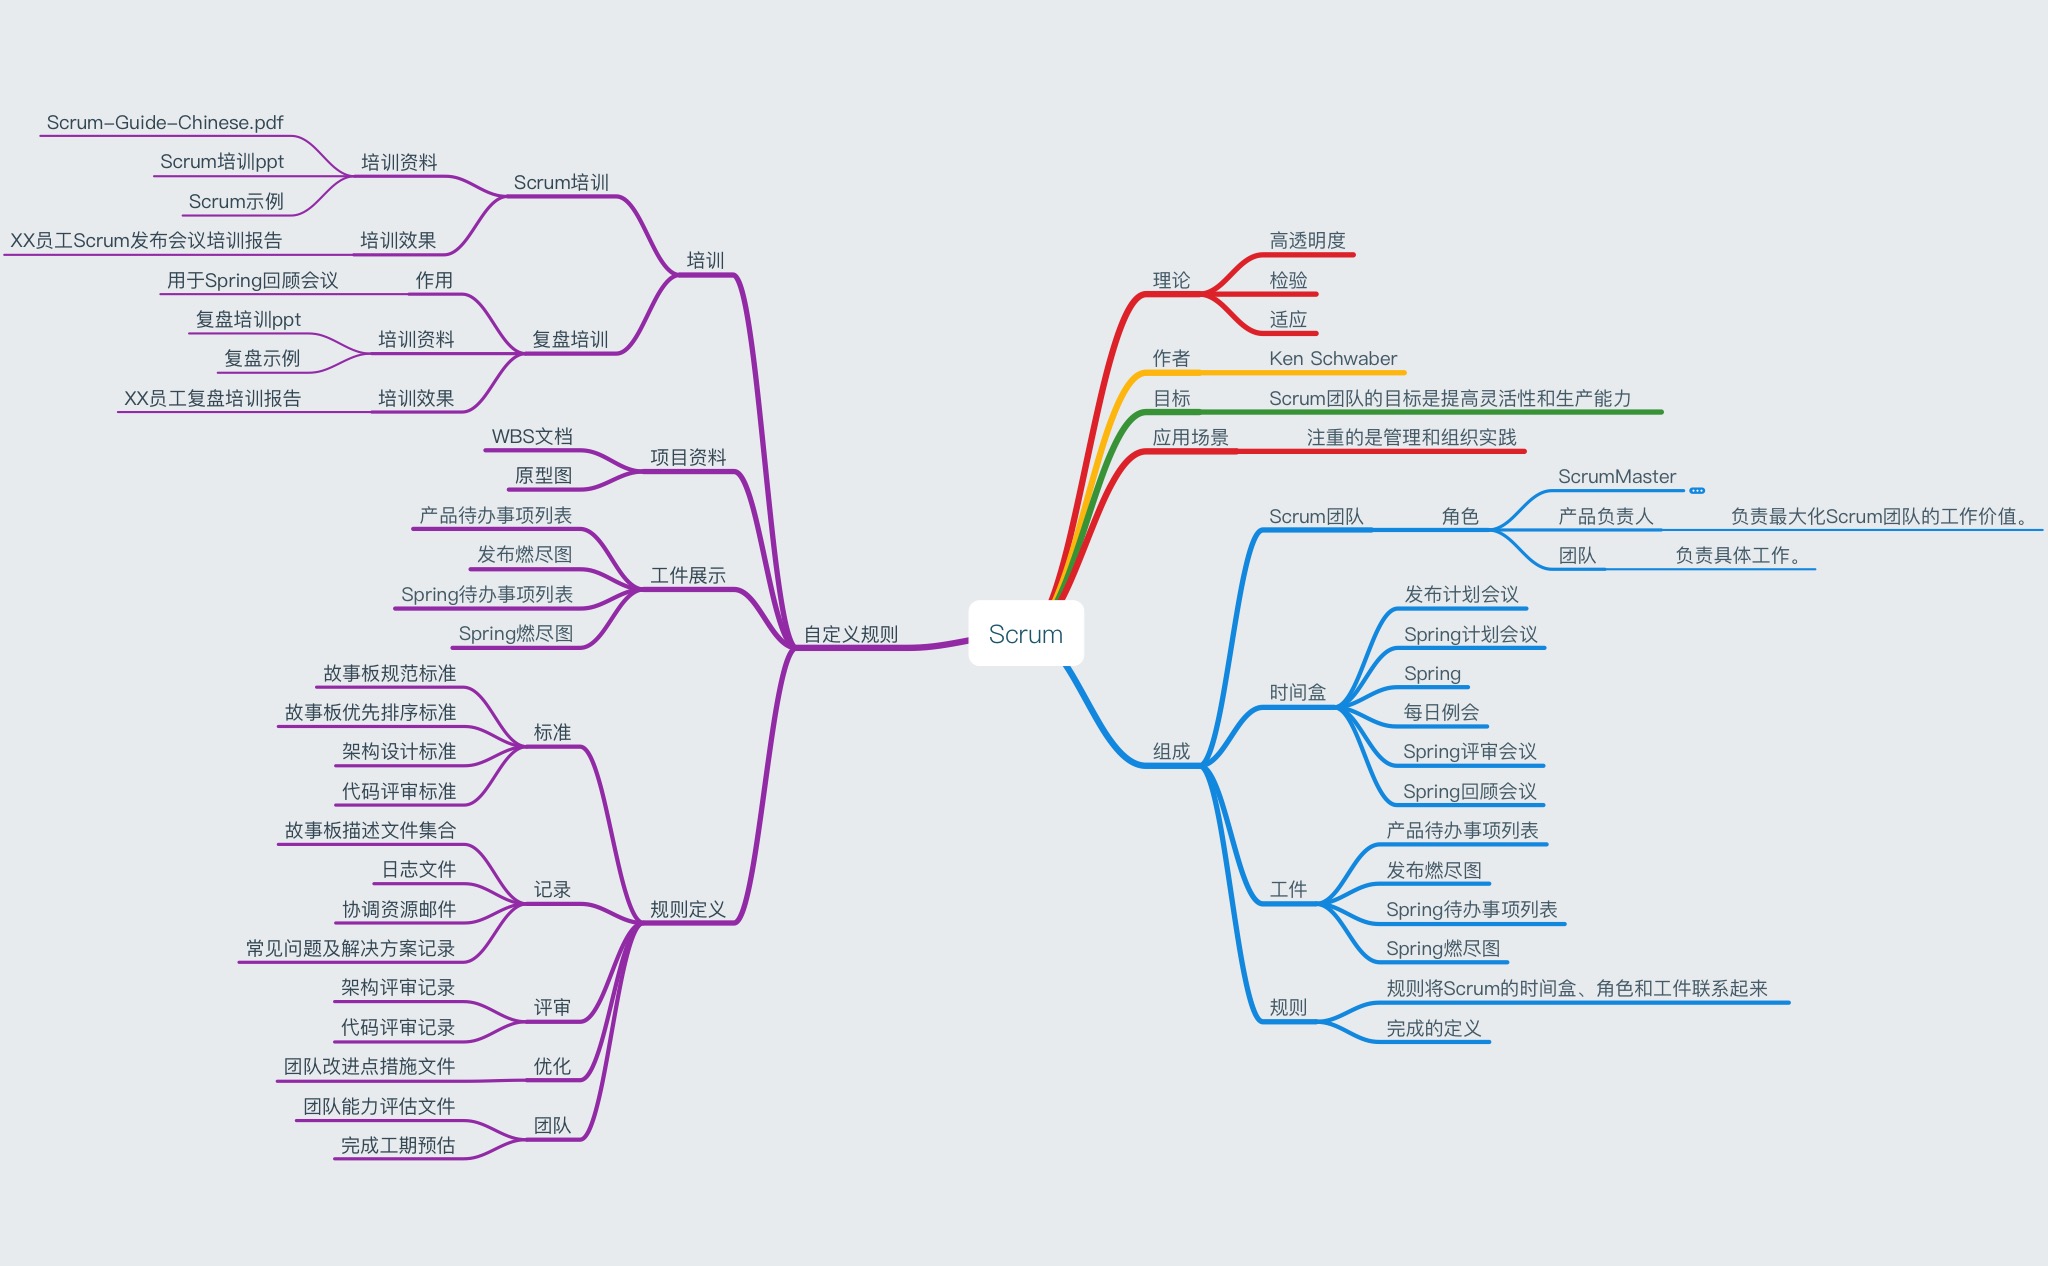 Scrum
理论
高透明度
检验
适应
作者
Ken Schwaber
目标
Scrum团队的目标是提高灵活性和生产能力
应用场景
注重的是管理和组织实践
组成
Scrum团队
角色
ScrumMaster
产品负责人
负责最大化Scrum团队的工作价值。
团队
负责具体工作。
时间盒
发布计划会议
Spring计划会议
Spring
每日例会
Spring评审会议
Spring回顾会议
工件
产品待办事项列表
发布燃尽图
Spring待办事项列表
Spring燃尽图
规则
规则将Scrum的时间盒、角色和工件联系起来
完成的定义
自定义规则
培训
Scrum培训
培训资料
Scrum-Guide-Chinese.pdf
Scrum培训ppt
Scrum示例
培训效果
XX员工Scrum发布会议培训报告
复盘培训
作用
用于Spring回顾会议
培训资料
复盘培训ppt
复盘示例
培训效果
XX员工复盘培训报告
项目资料
WBS文档
原型图
工件展示
产品待办事项列表
发布燃尽图
Spring待办事项列表
Spring燃尽图
规则定义
标准
故事板规范标准
故事板优先排序标准
架构设计标准
代码评审标准
记录
故事板描述文件集合
日志文件
协调资源邮件
常见问题及解决方案记录
评审
架构评审记录
代码评审记录
优化
团队改进点措施文件
团队
团队能力评估文件
完成工期预估